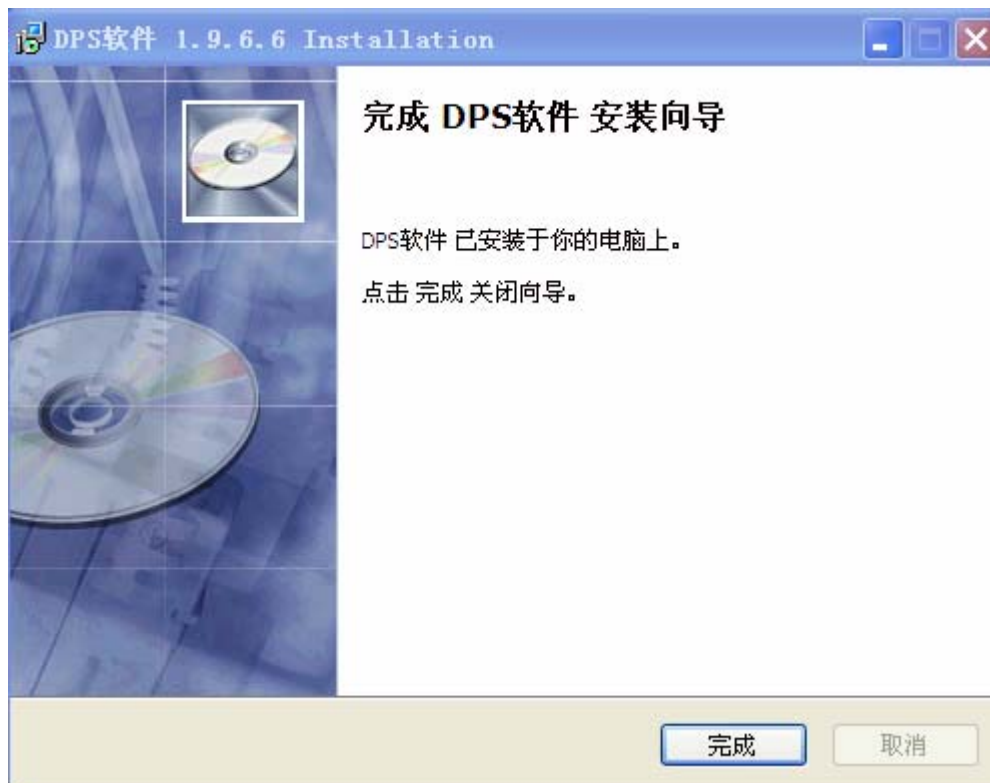 DPS软件 1.9.6.6 Installation
完成 DPS软件 安装向导
DPS软件 已安装于你的电脑上。
点击 完成 关闭向导。
完成
取消